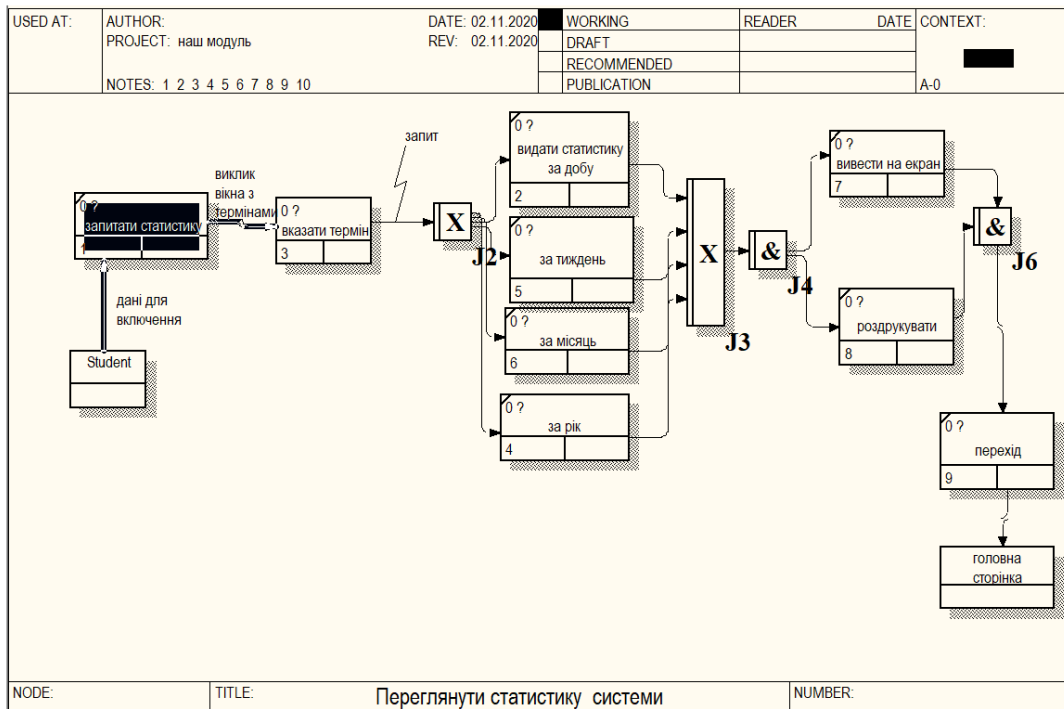 USED AT:
AUTHOR:
DATE: 02.11.2020
PROJECT: наш модуль
REV: 02.11.2020
NOTES: 1 2 3 4 5 6 7 8 9 10
WORKING
DRAFT
RECOMMENDED
PUBLICATION
READER
DATE
CONTEXT:
A-0
0 ?
запитати статистику
1
виклик
вікна з
термінами
дані для
включення
Student
0 ?
вказати термін
3
запит
X
J2
0 ?
видати статистику
за добу
2
0 ?
за тиждень
5
0 ?
за місяць
6
0 ?
за рік
4
X
J3
&
J4
0 ?
вивести на екран
7
0 ?
роздрукувати
8
&
J6
0 ?
перехід
9
головна
сторінка
NODE:
TITLE:
Переглянути статистику системи
NUMBER: